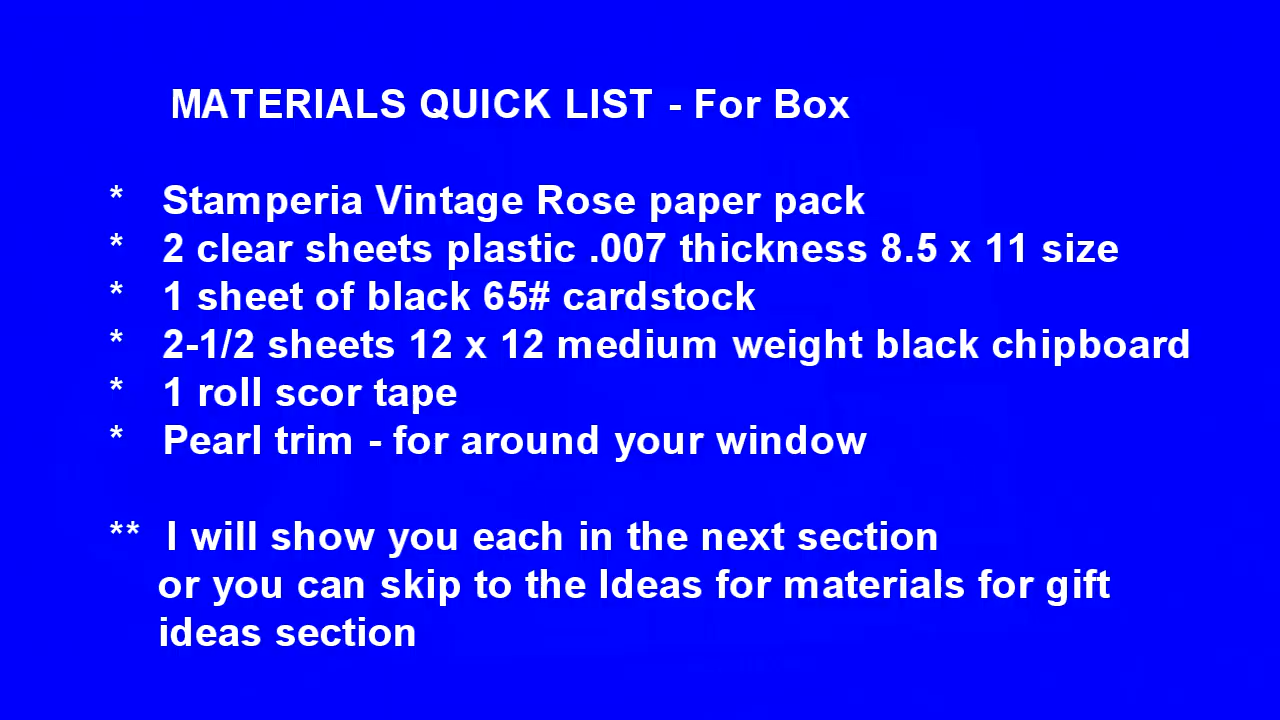 MATERIALS QUICK LIST - For Box
* Stamperia Vintage Rose paper pack
* 2 clear sheets plastic .007 thickness 8.5 x 11 size
* 1 sheet of black 65# cardstock
* 2-1/2 sheets 12 x 12 medium weight black chipboard
* 1 roll scor tape
* Pearl trim - for around your window
** I will show you each in the next section
or you can skip to the Ideas for materials for gift
ideas section